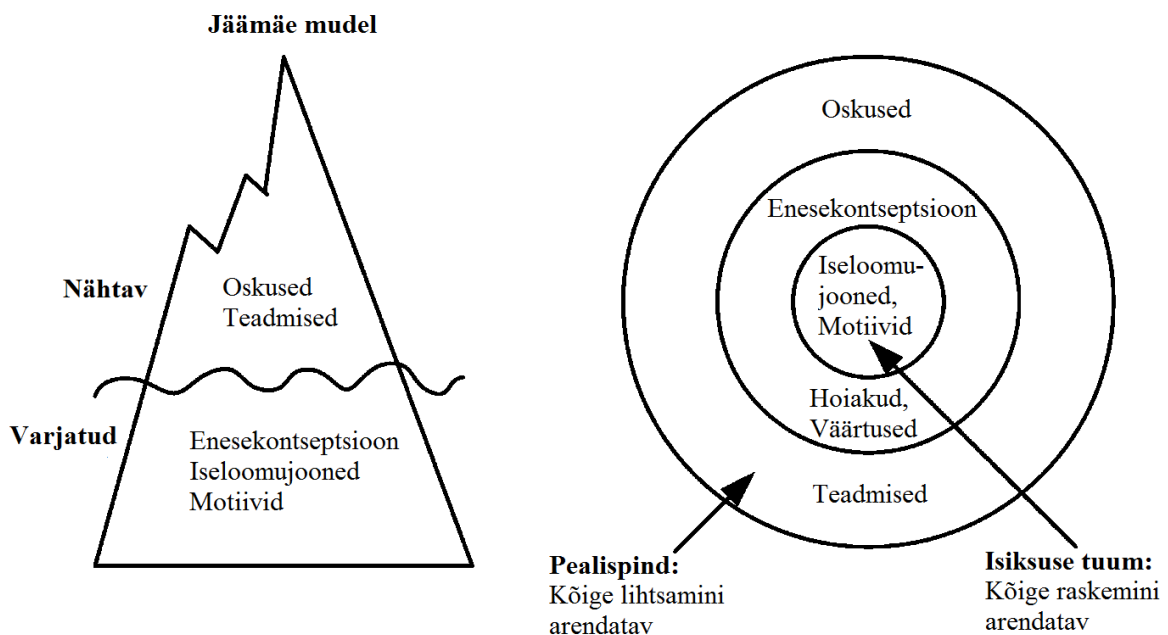 Jäämäe mudel
Nähtav
Oskused
Teadmised
Varjatud
Enesekontseptsioon
Iseloomujooned
Motiivid
Oskused
Enesekontseptsioon
Iseloomu-
jooned,
Motiivid
Hoiakud,
Väärtused
Teadmised
Pealispind:
Kõige lihtsamini
arendatav
Isiksuse tuum:
Kõige raskemini
arendatav